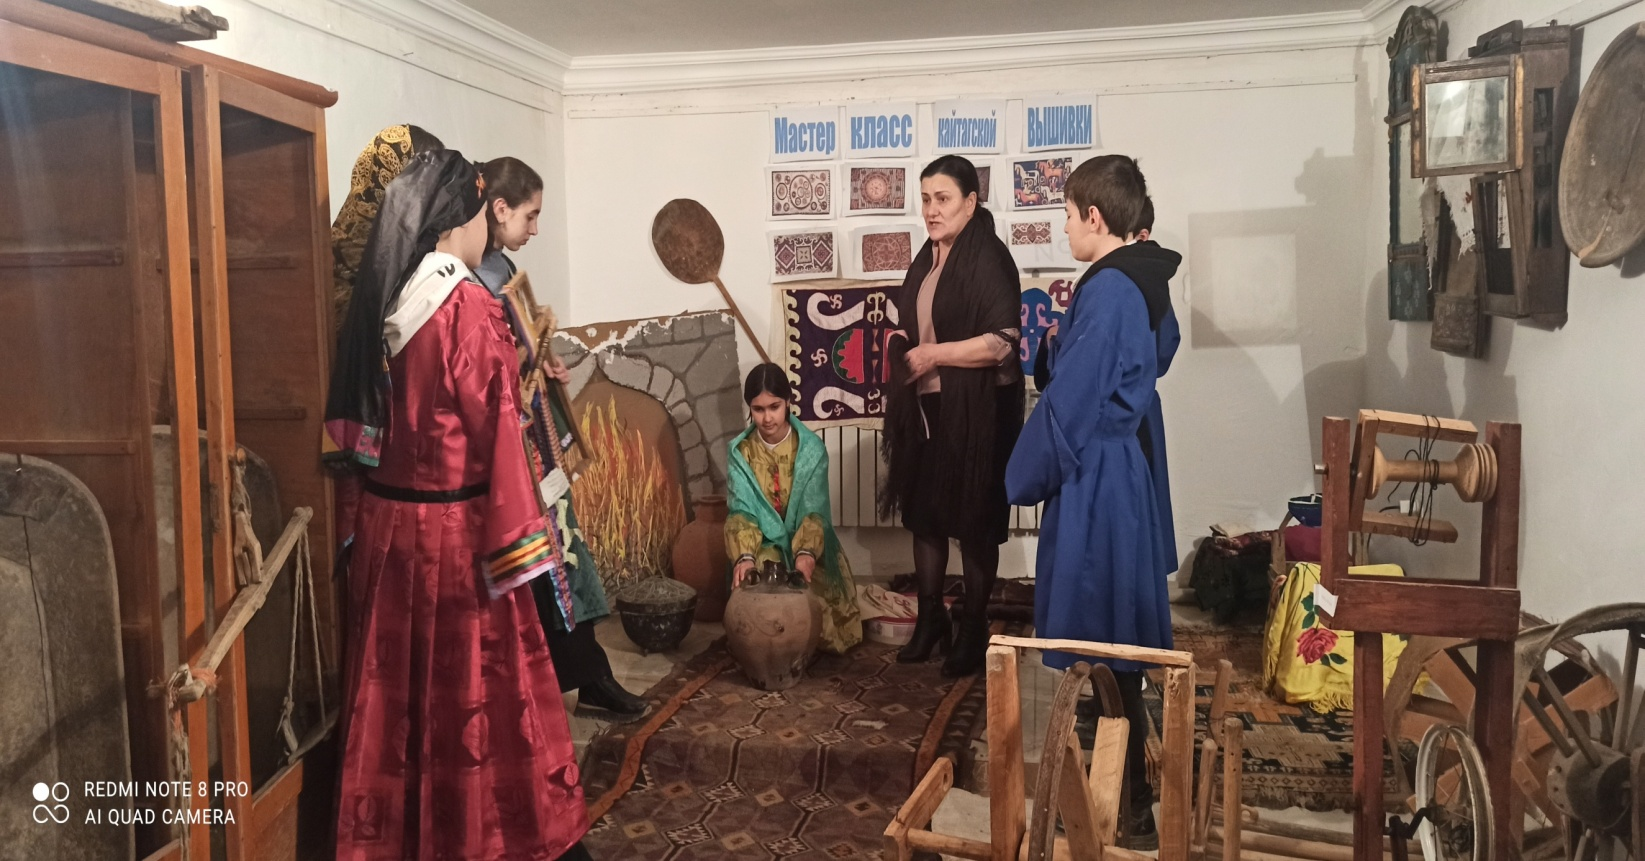 Мастер класс кайтагской вышивки
REDMI NOTE 8 PRO
AI QUAD CAMERA